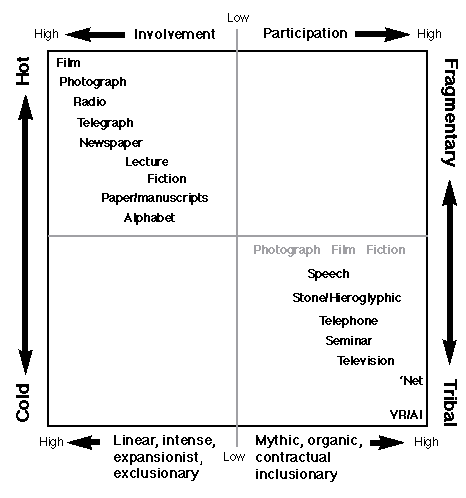 Low
High Involvement Participation High
Hot
Fragmentary
Film
Photograph
Radio
Telegraph
Newspaper
Lecture
Fiction
Paper/manuscripts
Alphabet
Photograph Film Fiction
Speech
Stone/Hieroglyphic
Telephone
Seminar
Television
'Net
VR/AI
Cold
Tribal
High Linear, intense, Low Mythic, organic, High
expansionist, contractual
exclusionary inclusionary